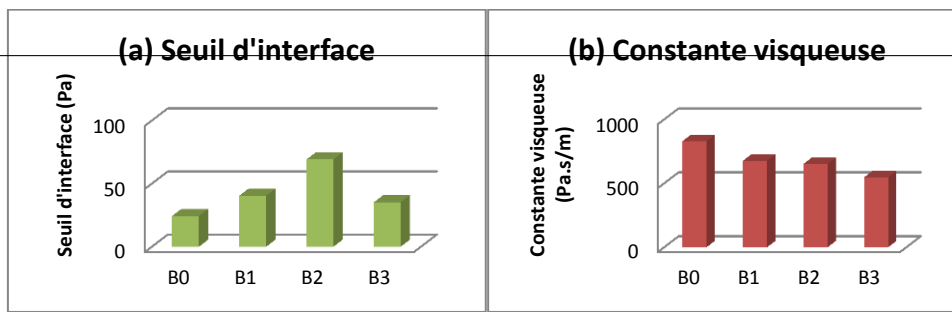 (a) Seuil d'interface
Seuil d'interface (Pa)
100
50
0
B0 B1 B2 B3
(b) Constante visqueuse
Constante visqueuse
(Pa.s/m)
1000
500
0
B0 B1 B2 B3